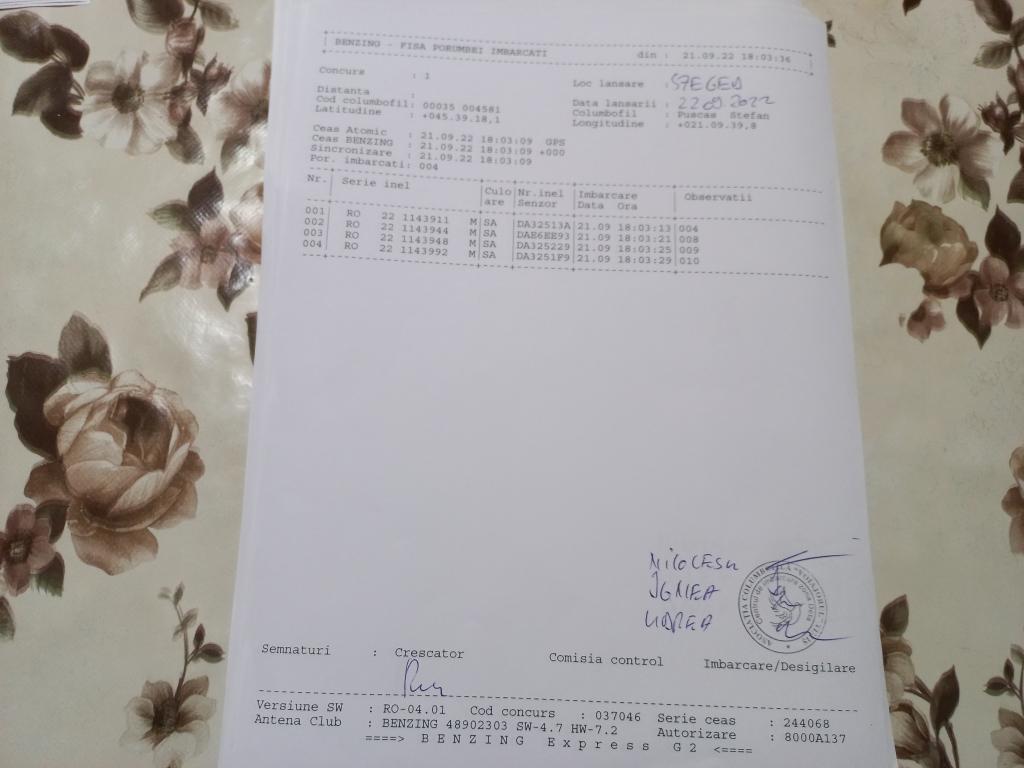 BENZING - FISA PORUMBEI IMBARCATI din : 21.09.22 18:03:36
Concurs : 1 Loc lansare : SZEGED
Distanta :
Data lansarii : 22 09 2022
Cod columbofil: 00035 004581 Columbofil : Puscas Stefan
Latitudine : +045.39.18,1 Longitudine : +021.09.39,8
Ceas Atomic : 21.09.22 18:03:09 GPS
Ceas BENZING : 21.09.22 18:03:09 +000
Sincronizare : 21.09.22 18:03:09
Por. imbarcati: 004
Nr. Serie inel Culo Nr.inel Imbarcare Observatii
are Senzor Data Ora
001 RO 22 1143911 M SA DA32513A 21.09 18:03:13 004
002 RO 22 1143944 M SA DAE6EE93 21.09 18:03:21 008
003 RO 22 1143948 M SA DA325229 21.09 18:03:25 009
004 RO 22 1143992 M SA DA3251F9 21.09 18:03:29 010
Semnaturi : Crescator Comisia control Imbarcare/Desigilare
Versiune SW : RO-04.01 Cod concurs : 037046 Serie ceas : 244068
Antena Club : BENZING 48902303 SW-4.7 HW-7.2 Autorizare : 8000A137
====> B E N Z I N G E x p r e s s G 2 <====